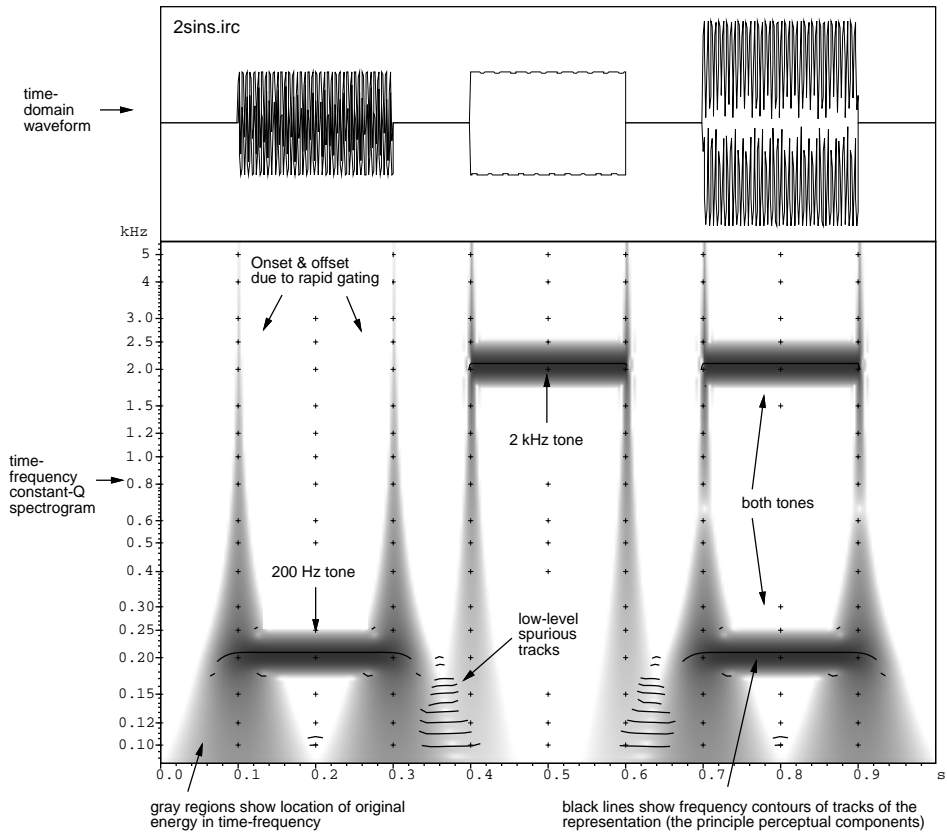 2sins.irc
time-
domain
waveform
kHz
5
4
3.0
2.5
2.0
1.5
1.2
1.0
0.8
0.6
0.5
0.4
0.30
0.25
0.20
0.15
0.12
0.10
Onset & offset
due to rapid gating
2 kHz tone
time-
frequency
constant-Q
spectrogram
both tones
200 Hz tone
low-level
spurious
tracks
0.0 0.1 0.2 0.3 0.4 0.5 0.6 0.7 0.8 0.9 s
gray regions show location of original
energy in time-frequency
black lines show frequency contours of tracks of the
representation (the principle perceptual components)